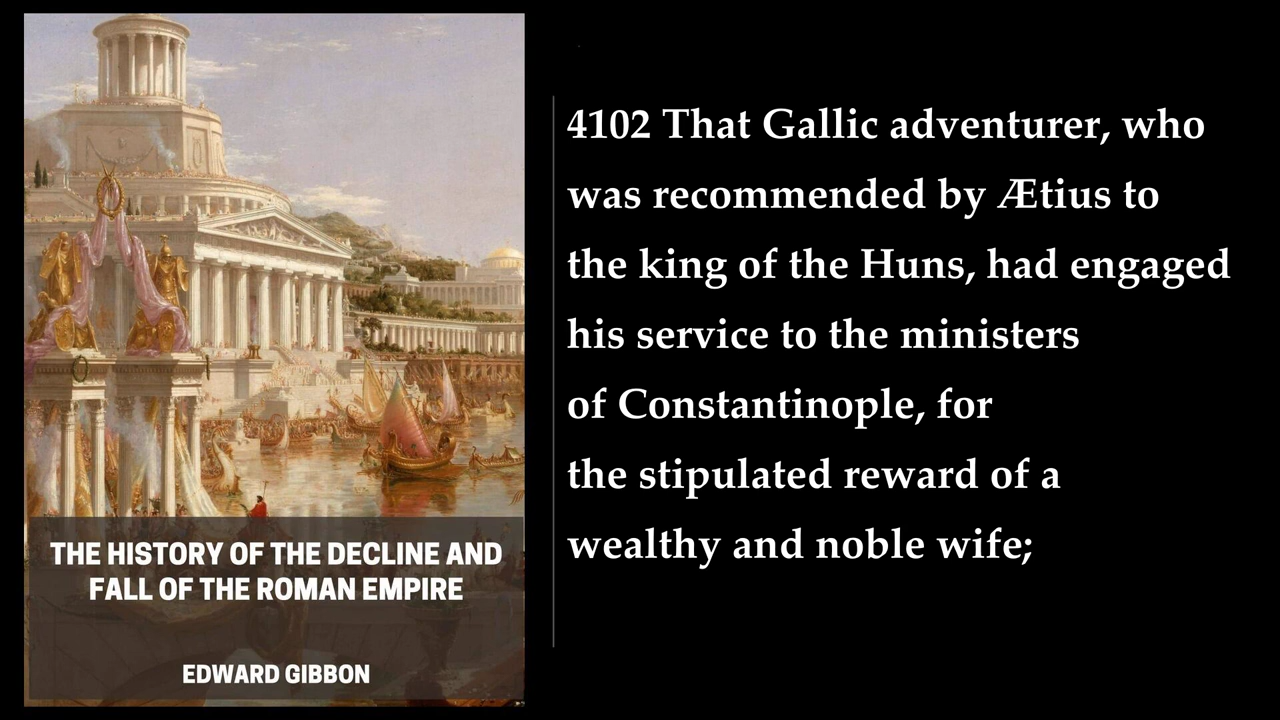 THE HISTORY OF THE DECLINE AND
FALL OF THE ROMAN EMPIRE
EDWARD GIBBON
4102 That Gallic adventurer, who
was recommended by Ætius to
the king of the Huns, had engaged
his service to the ministers
of Constantinople, for
the stipulated reward of a
wealthy and noble wife;